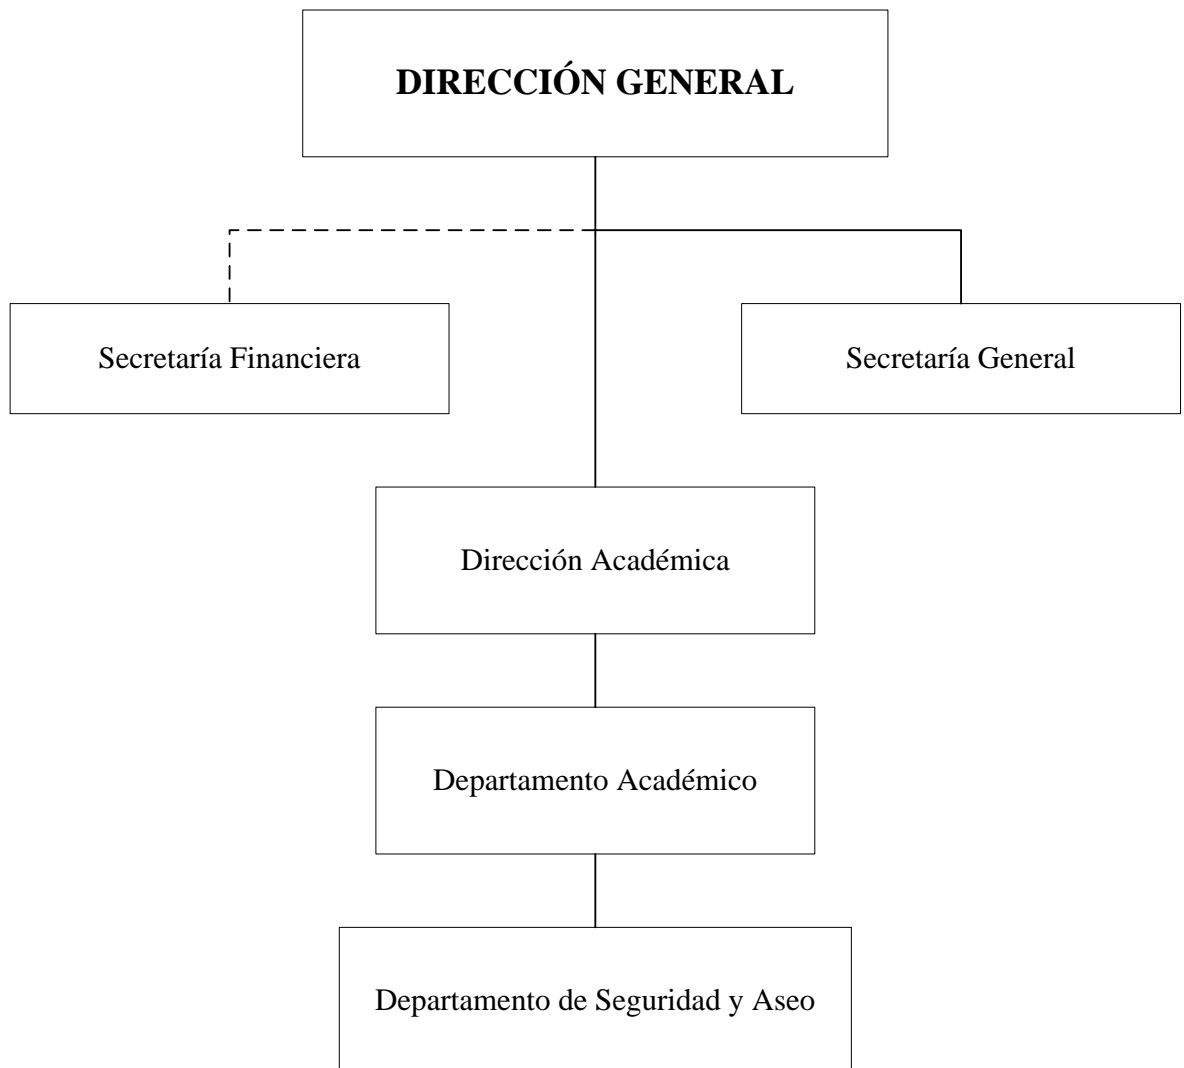 DIRECCIÓN GENERAL
Secretaría Financiera
Secretaría General
Dirección Académica
Departamento Académico
Departamento de Seguridad y Aseo